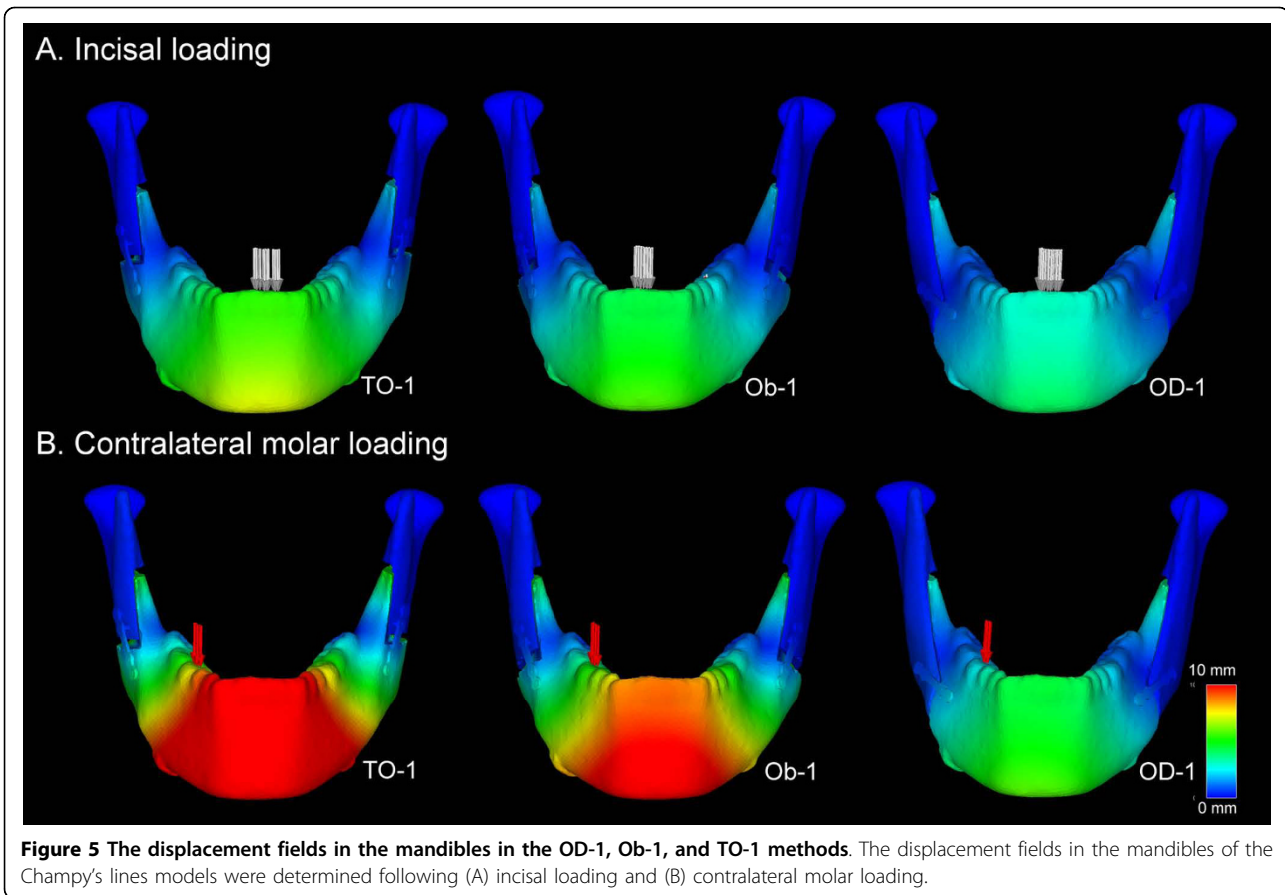 A. Incisal loading
TO-1
Ob-1
OD-1
B. Contralateral molar loading
10 mm
TO-1
Ob-1
OD-1
0 mm
Figure 5 The displacement fields in the mandibles in the OD-1, Ob-1, and TO-1 methods. The displacement fields in the mandibles of the
Champy's lines models were determined following (A) incisal loading and (B) contralateral molar loading.